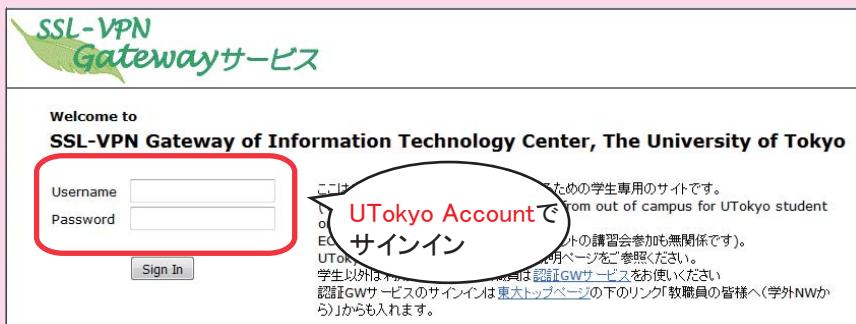 SSL-VPN
Gatewayサービス
Welcome to
SSL-VPN Gateway of Information Technology Center, The University of Tokyo
Username
Password
Sign In
UTokyo Accountで
サインイン
ここは
ための学生専用のサイトです。
(
from out of campus for UTokyo student
EC
ントの講習会参加も無関係です)。
UTok
明ページをご参照ください。
学生以外は
員は認証GWサービスをお使いください
認証GWサービスのサインインは東大トップページの下のリンク「教職員の皆様へ(学外NWか
ら)」からも入れます。